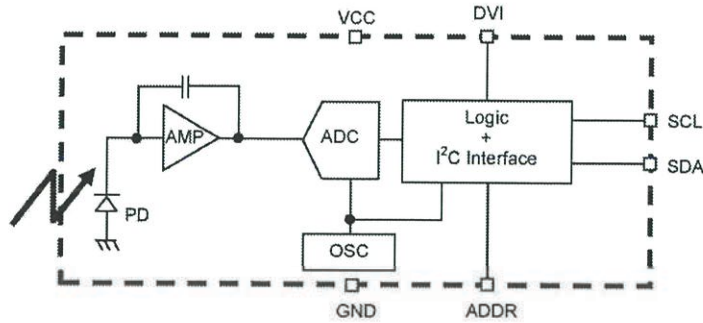 VCC
DVI
AMP
ADC
Logic
+
I²C Interface
SCL
SDA
PD
OSC
GND
ADDR